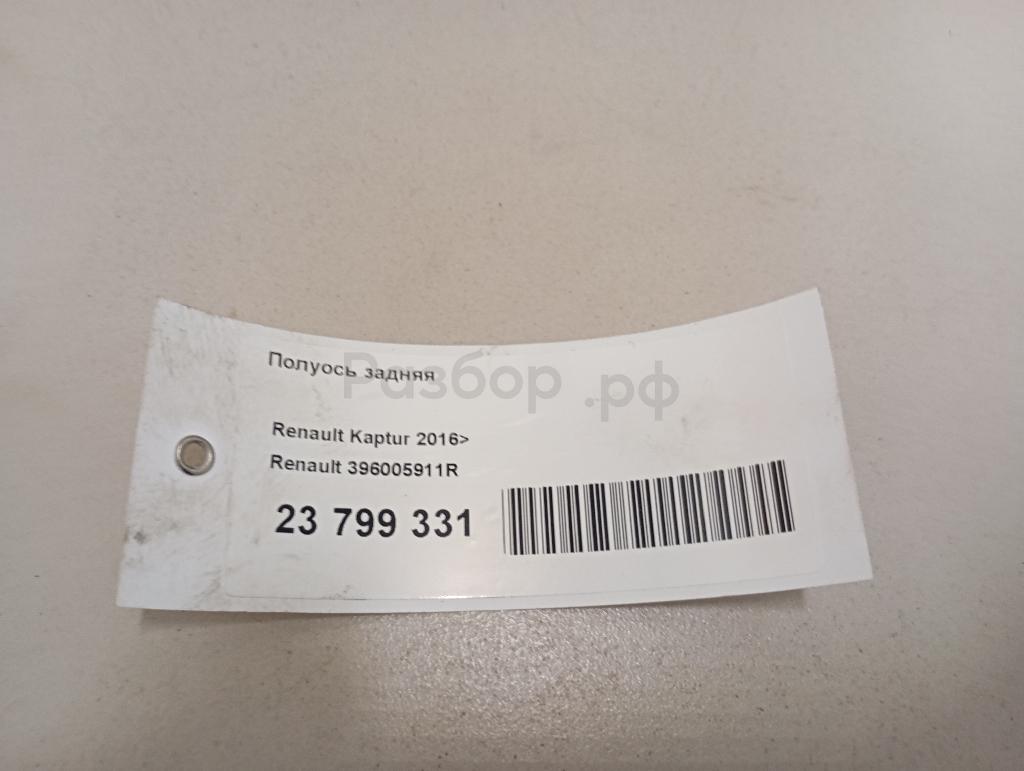 Полуось задняя
Разбор .рф
Renault Kaptur 2016>
Renault 396005911R
23 799 331